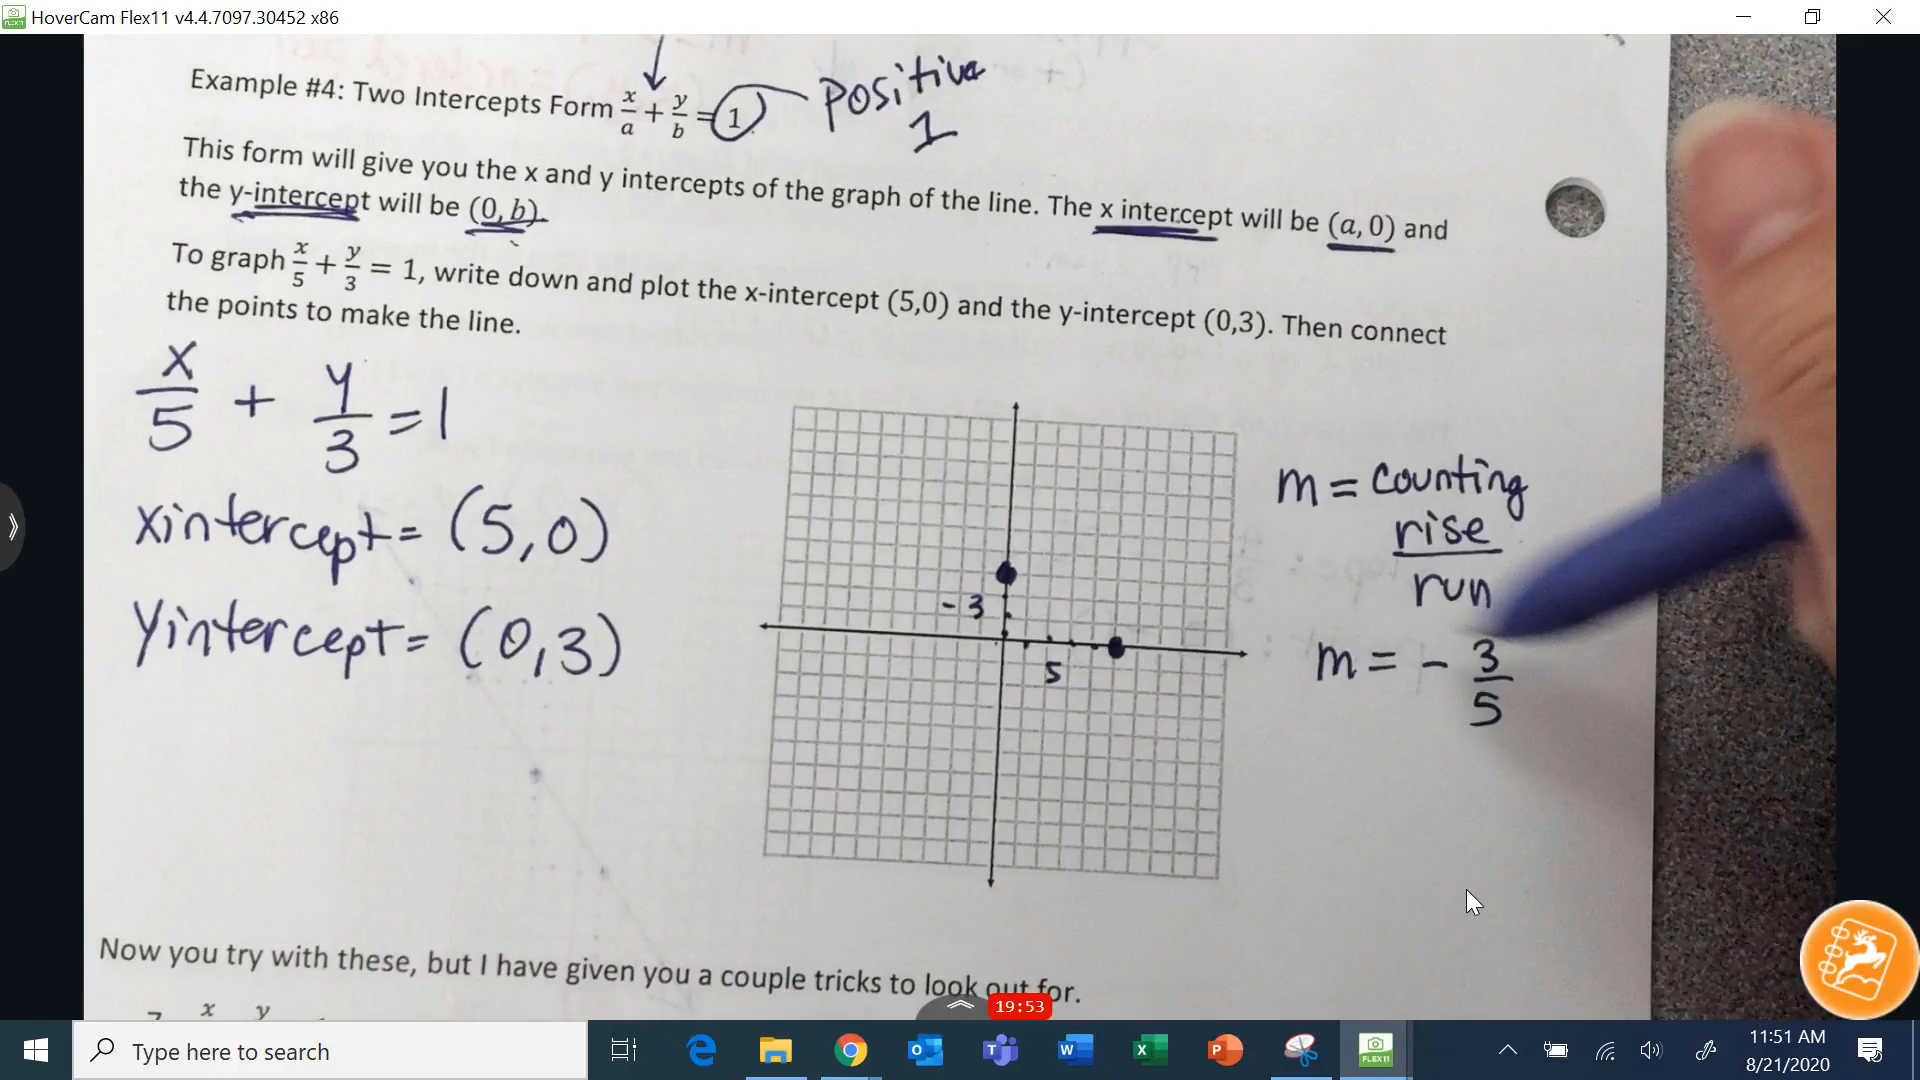 HoverCam Flex11 v4.4.7097.30452 x86
Example #4: Two Intercepts Form x/a + y/b = 1
Positive
1
This form will give you the x and y intercepts of the graph of the line. The x intercept will be (a, 0) and
the y-intercept will be (0, b).
To graph x/5 + y/3 = 1, write down and plot the x-intercept (5,0) and the y-intercept (0,3). Then connect
the points to make the line.
x/5 + y/3 = 1
xintercept = (5,0)
Yintercept = (0,3)
- 3
5
m = counting
rise
run
m = - 3/5
Now you try with these, but I have given you a couple tricks to look out for.
x y
19:53
FLEX11
Type here to search
11:51 AM
8/21/2020